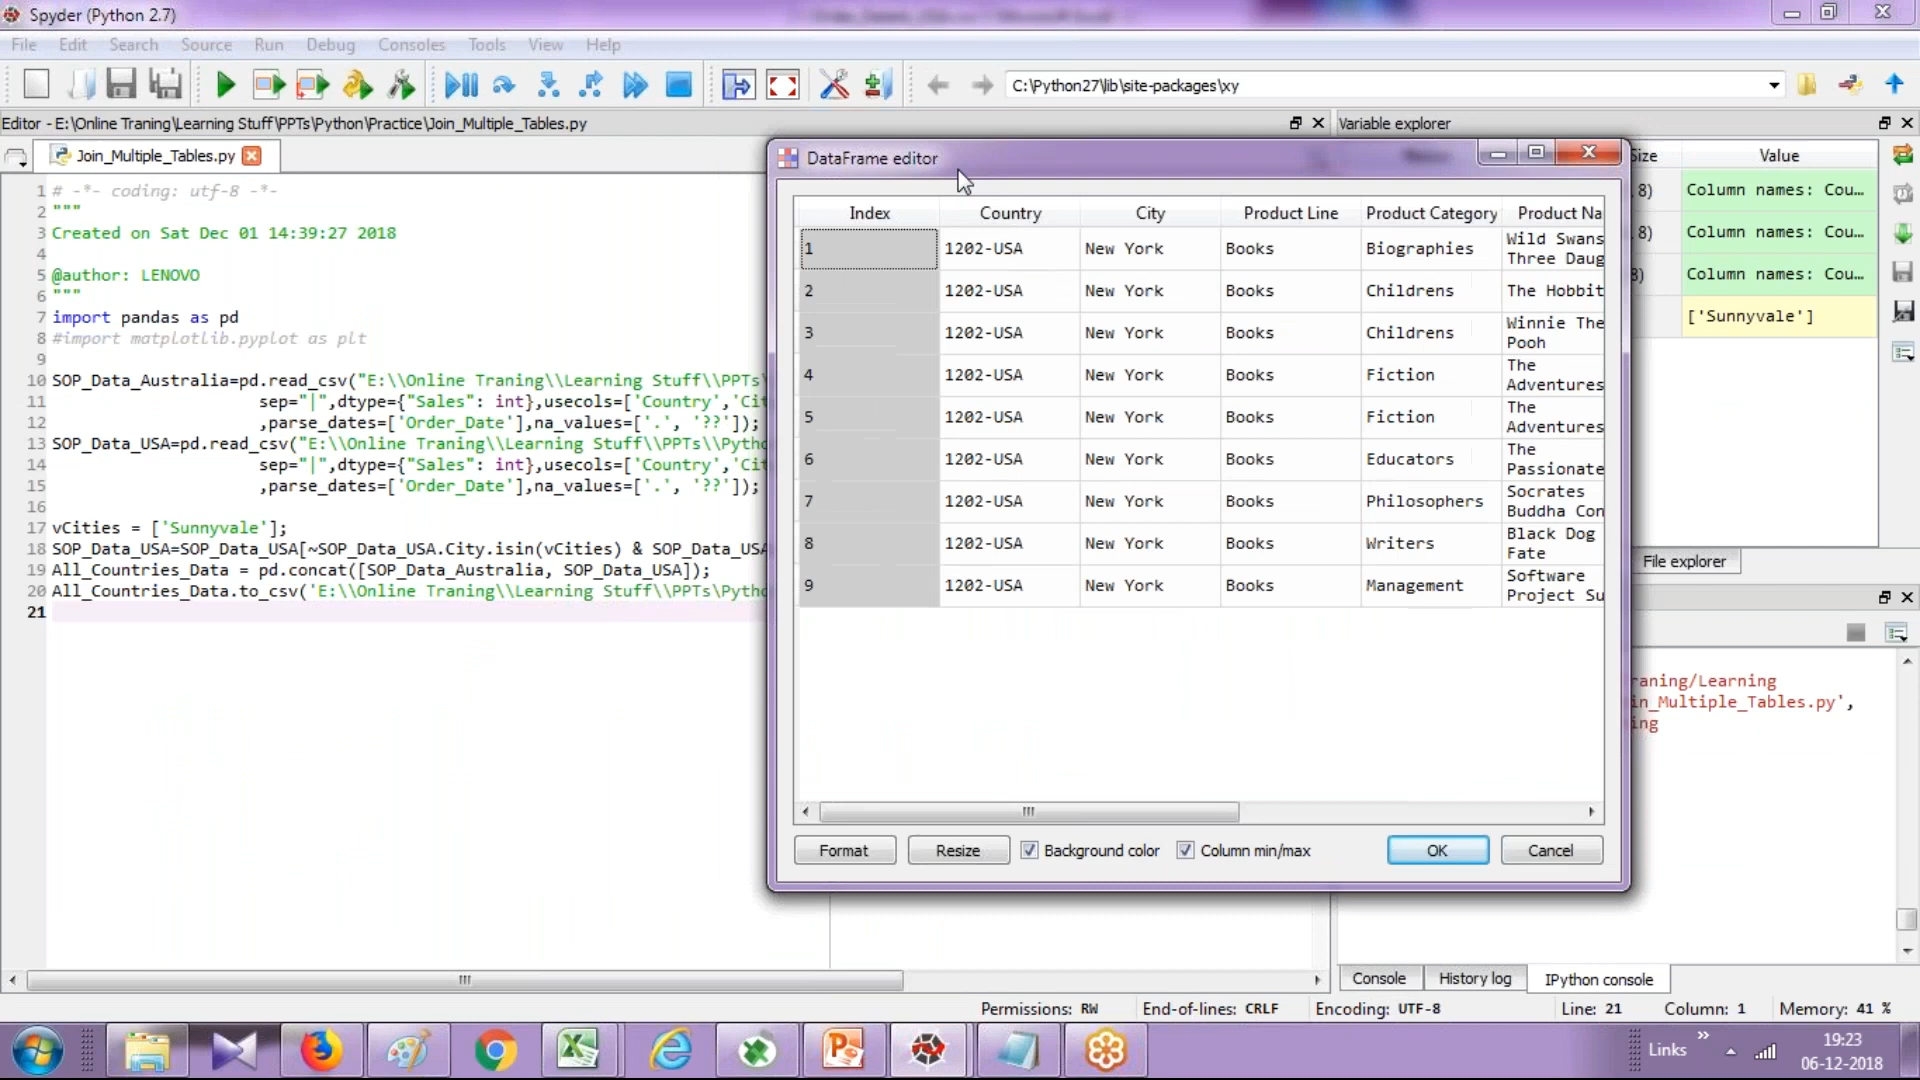 Spyder (Python 2.7)
File Edit Search Source Run Debug Consoles Tools View Help
C:\Python27\lib\site-packages\xy
Editor - E:\Online Traning\Learning Stuff\PPTs\Python\Practice\Join_Multiple_Tables.py
Variable explorer
Join_Multiple_Tables.py
1 # -*- coding: utf-8 -*-
2 """
3 Created on Sat Dec 01 14:39:27 2018
4
5 @author: LENOVO
6 """
7 import pandas as pd
8 #import matplotlib.pyplot as plt
9
10 SOP_Data_Australia=pd.read_csv("E:\\Online Traning\\Learning Stuff\\PPTs\
11 sep="|",dtype={"Sales": int},usecols=['Country','Cit
12 ,parse_dates=['Order_Date'],na_values=['.', '??']);
13 SOP_Data_USA=pd.read_csv("E:\\Online Traning\\Learning Stuff\\PPTs\\Pytho
14 sep="|",dtype={"Sales": int},usecols=['Country','Cit
15 ,parse_dates=['Order_Date'],na_values=['.', '??']);
16
17 vCities = ['Sunnyvale'];
18 SOP_Data_USA=SOP_Data_USA[~SOP_Data_USA.City.isin(vCities) & SOP_Data_USA
19 All_Countries_Data = pd.concat([SOP_Data_Australia, SOP_Data_USA]);
20 All_Countries_Data.to_csv('E:\\Online Traning\\Learning Stuff\\PPTs\\Pytho
21
DataFrame editor
Index Country City Product Line Product Category Product Na
1 1202-USA New York Books Biographies Wild Swans Three Daug
2 1202-USA New York Books Childrens The Hobbit
3 1202-USA New York Books Childrens Winnie The Pooh
4 1202-USA New York Books Fiction The Adventures
5 1202-USA New York Books Fiction The Adventures
6 1202-USA New York Books Educators The Passionate
7 1202-USA New York Books Philosophers Socrates Buddha Con
8 1202-USA New York Books Writers Black Dog Fate
9 1202-USA New York Books Management Software Project Su
Format Resize Background color Column min/max OK Cancel
Size Value
8) Column names: Cou...
8) Column names: Cou...
8) Column names: Cou...
['Sunnyvale']
File explorer
raning/Learning
in_Multiple_Tables.py',
ing
Console History log IPython console
Permissions: RW End-of-lines: CRLF Encoding: UTF-8 Line: 21 Column: 1 Memory: 41 %
Links
19:23
06-12-2018